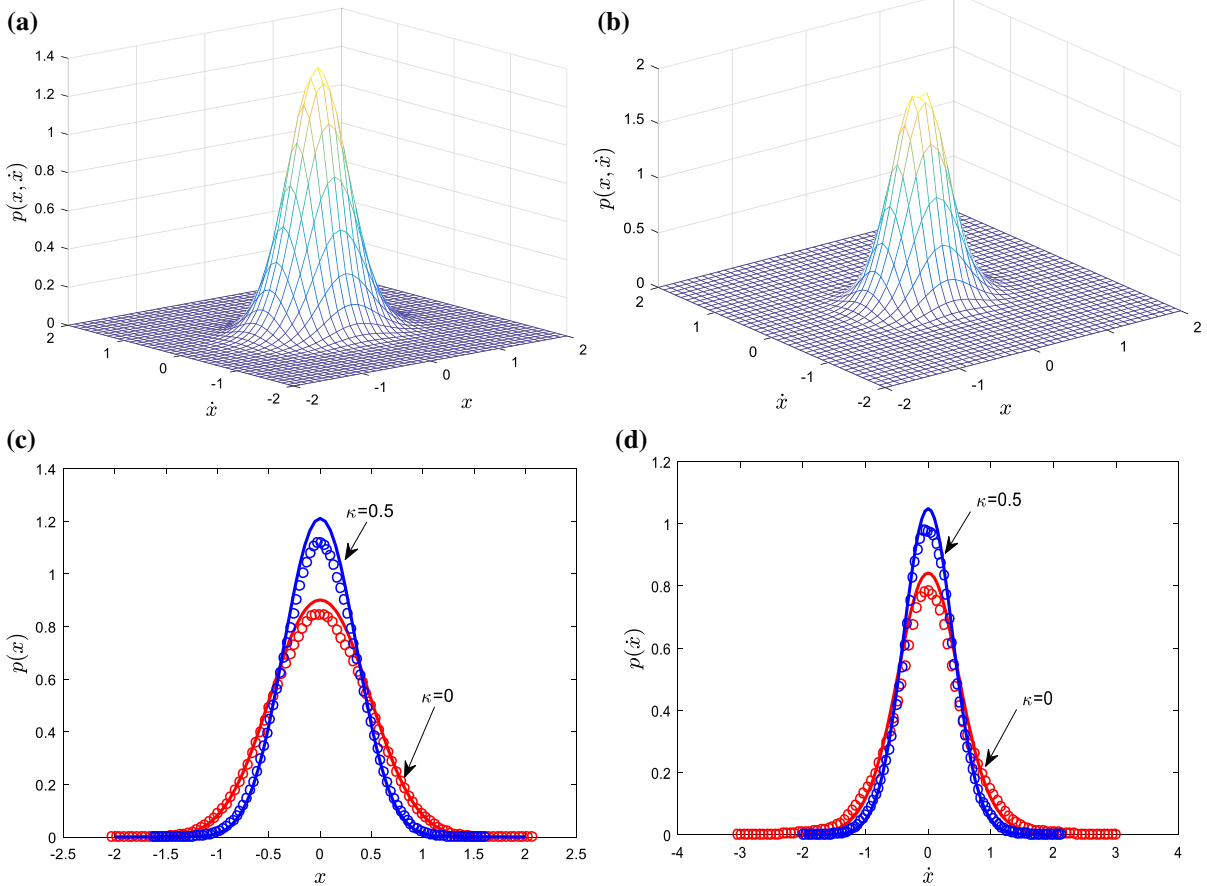 (a)
1.4
1.2
1
0.8
0.6
0.4
0.2
0
p(x, ẋ)
2
1
0
-1
-2
ẋ
-2
-1
0
1
2
x
(b)
2
1.5
1
0.5
0
p(x, ẋ)
2
1
0
-1
-2
ẋ
-2
-1
0
1
2
x
(c)
1.4
1.2
1
0.8
0.6
0.4
0.2
0
p(x)
κ=0.5
κ=0
-2.5 -2 -1.5 -1 -0.5 0 0.5 1 1.5 2 2.5
x
(d)
1.2
1
0.8
0.6
0.4
0.2
0
p(ẋ)
κ=0.5
κ=0
-4 -3 -2 -1 0 1 2 3 4
ẋ